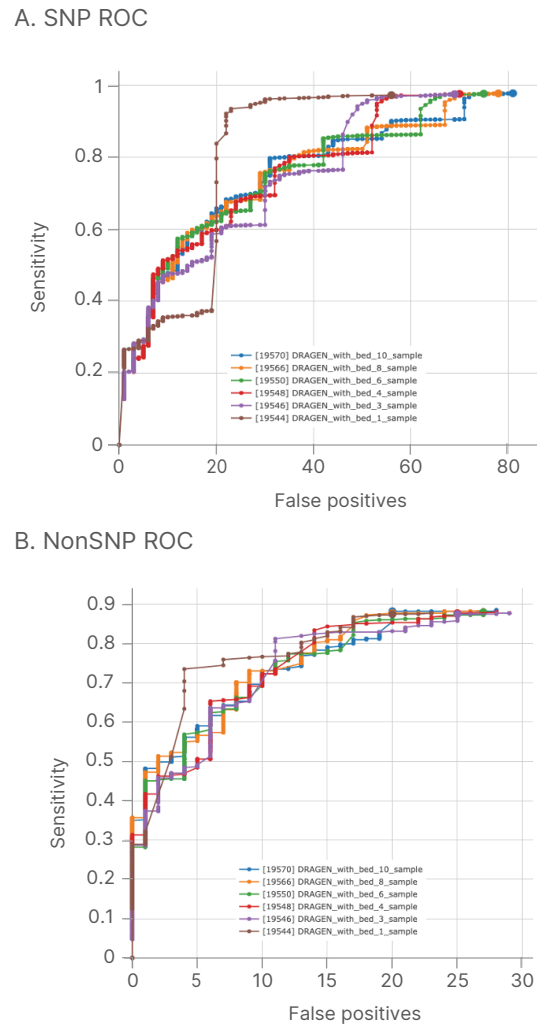 A. SNP ROC
1
0.8
0.6
0.4
0.2
0
Sensitivity
[19570] DRAGEN_with_bed_10_sample
[19566] DRAGEN_with_bed_8_sample
[19550] DRAGEN_with_bed_6_sample
[19548] DRAGEN_with_bed_4_sample
[19546] DRAGEN_with_bed_3_sample
[19544] DRAGEN_with_bed_1_sample
0 20 40 60 80
False positives
B. NonSNP ROC
0.9
0.8
0.7
0.6
0.5
0.4
0.3
0.2
0.1
0
Sensitivity
[19570] DRAGEN_with_bed_10_sample
[19566] DRAGEN_with_bed_8_sample
[19550] DRAGEN_with_bed_6_sample
[19548] DRAGEN_with_bed_4_sample
[19546] DRAGEN_with_bed_3_sample
[19544] DRAGEN_with_bed_1_sample
0 5 10 15 20 25 30
False positives